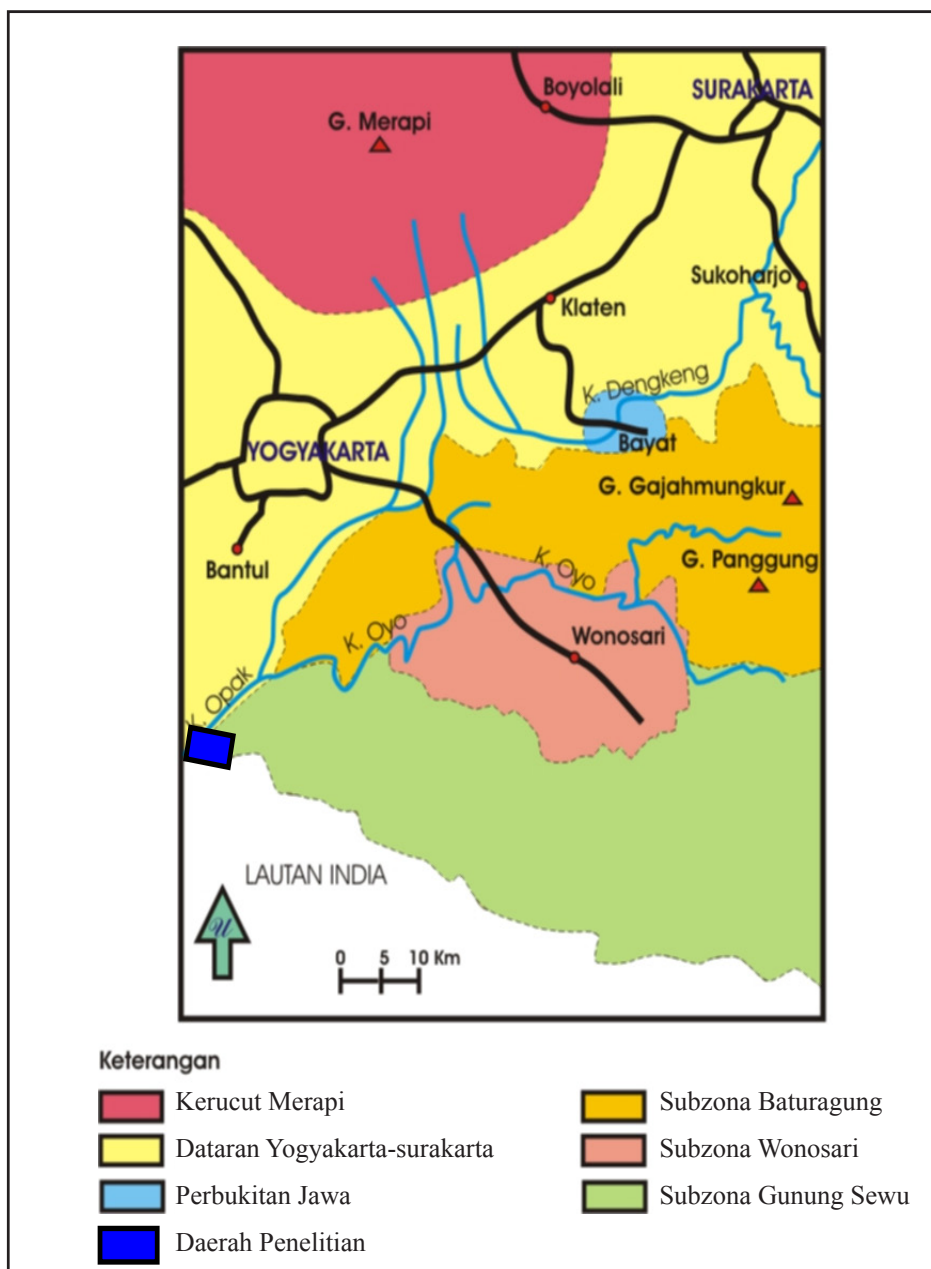 Boyolali
SURAKARTA
G. Merapi
Sukoharjo
Klaten
K. Dengkeng
Bayat
YOGYAKARTA
G. Gajahmungkur
K. Oyo
G. Panggung
Bantul
K. Oyo
Wonosari
K. Opak
LAUTAN INDIA
U
0 5 10 Km
Keterangan
Kerucut Merapi
Dataran Yogyakarta-surakarta
Perbukitan Jawa
Daerah Penelitian
Subzona Baturagung
Subzona Wonosari
Subzona Gunung Sewu